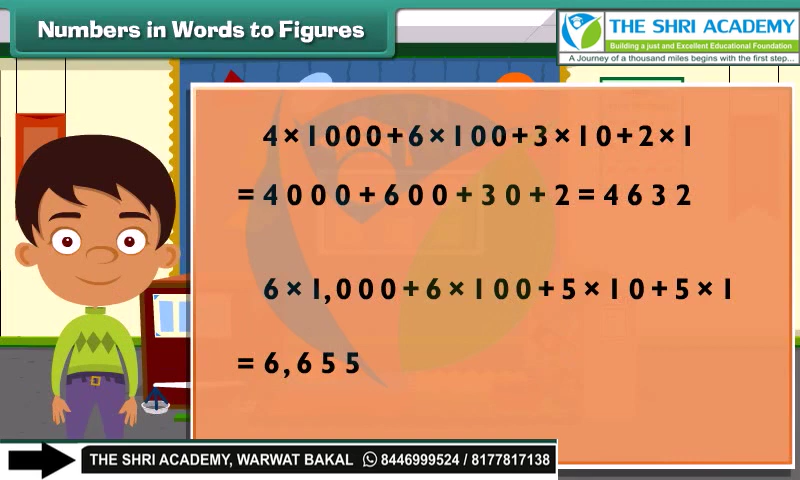 Numbers in Words to Figures
THE SHRI ACADEMY
Building a just and Excellent Educational Foundation
A Journey of a thousand miles begins with the first step...
4×1000+6×100+3×10+2×1
=4000+600+30+2=4632
6×1,000+6×100+5×10+5×1
=6,655
THE SHRI ACADEMY, WARWAT BAKAL 8446999524 / 8177817138